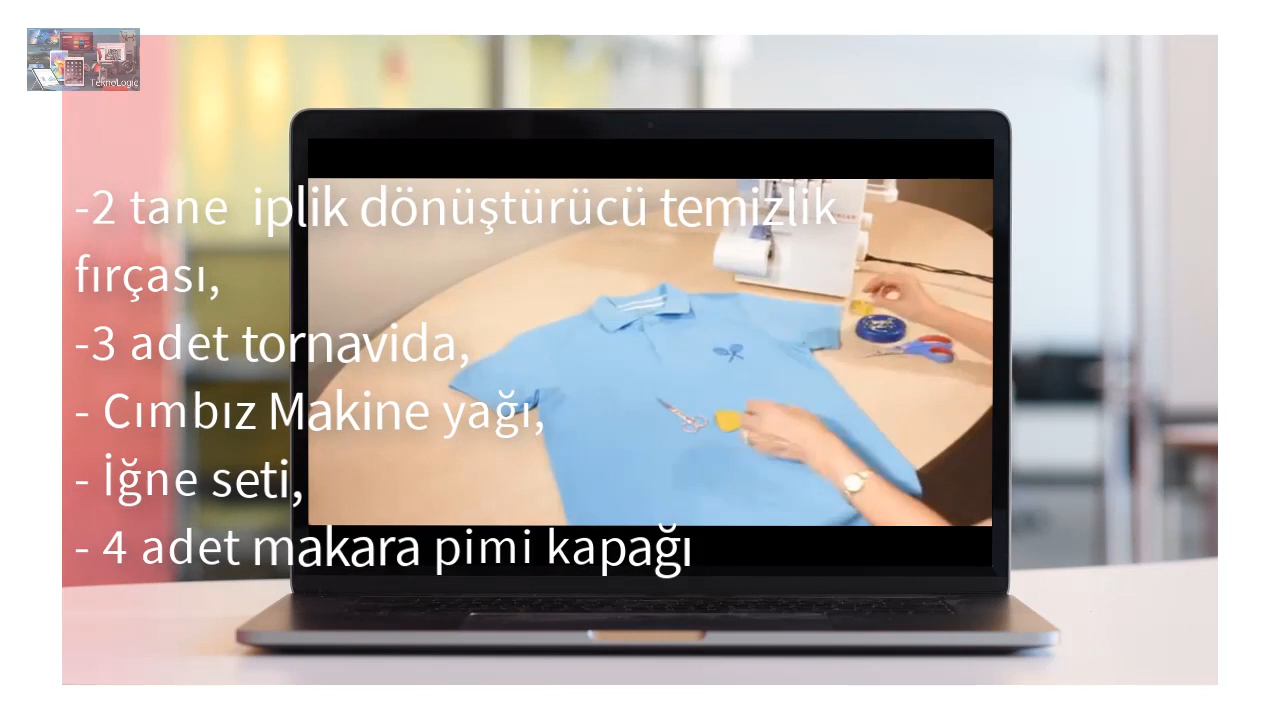 TeknoLogic
-2 tane iplik dönüştürücü temizlik
fırçası,
-3 adet tornavida,
- Cımbız Makine yağı,
- İğne seti,
- 4 adet makara pimi kapağı